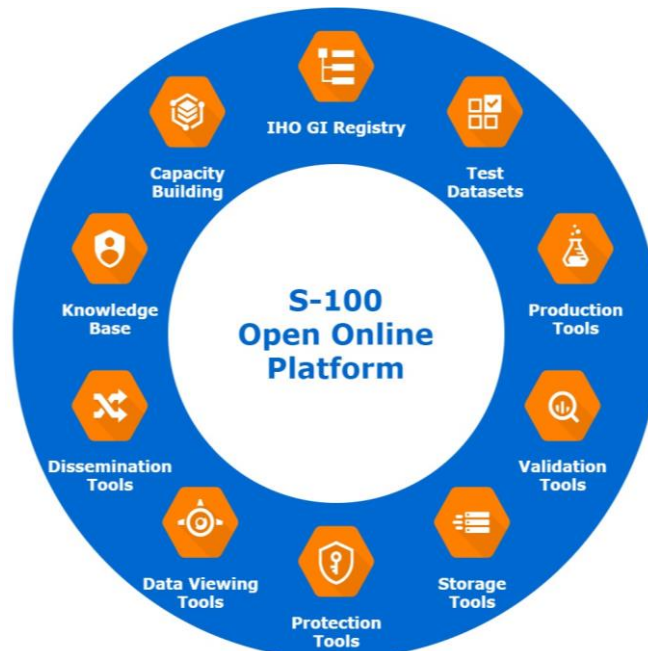 IHO GI Registry
Test
Datasets
Production
Tools
Validation
Tools
Storage
Tools
Protection
Tools
Data Viewing
Tools
Dissemination
Tools
Knowledge
Base
Capacity
Building
S-100
Open Online
Platform